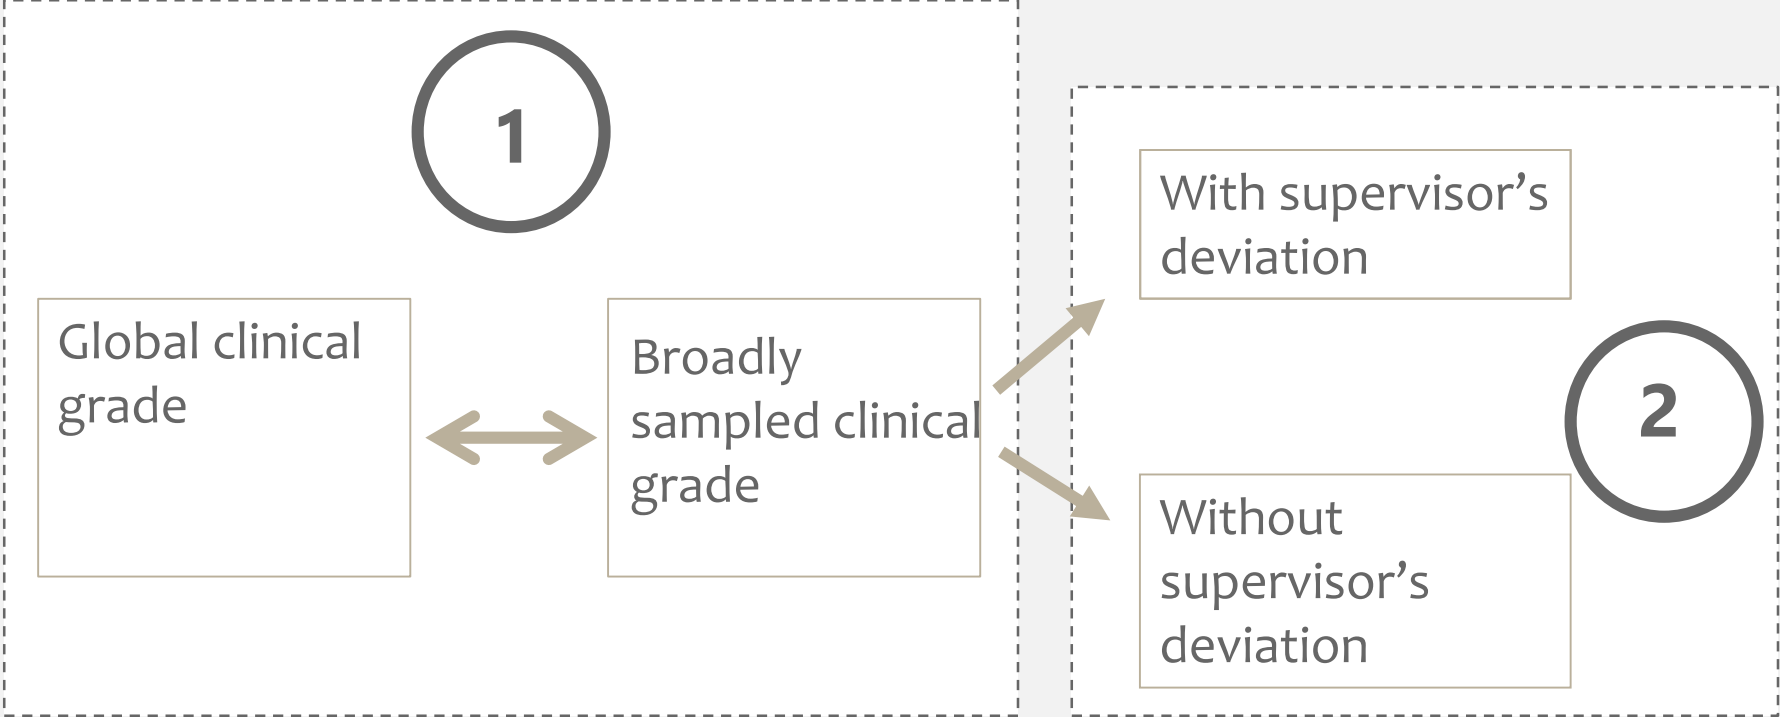 1
Global clinical
grade
Broadly
sampled clinical
grade
With supervisor’s
deviation
2
Without
supervisor’s
deviation